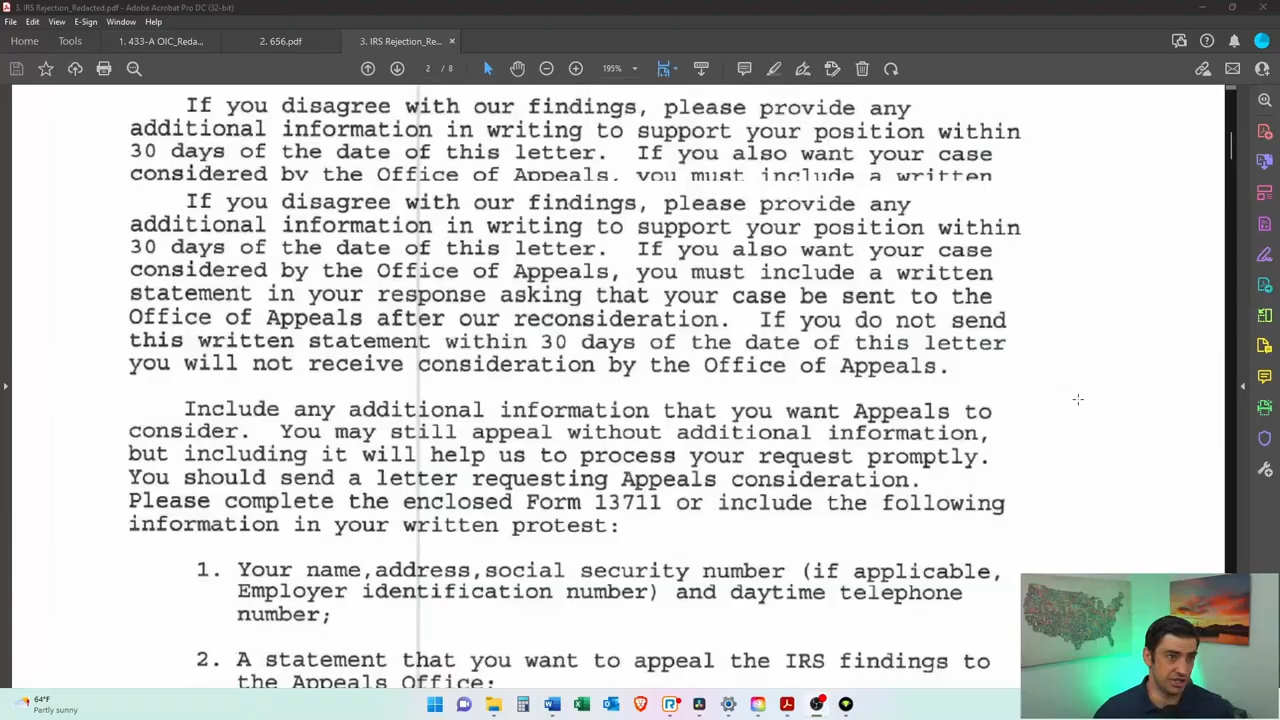 3. IRS Rejection_Redacted.pdf - Adobe Acrobat Pro DC (32-bit)
File Edit View E-Sign Window Help
Home Tools 1. 433-A OIC_Reda... 2. 656.pdf 3. IRS Rejection_Re... ×
2 / 8 195%
If you disagree with our findings, please provide any
additional information in writing to support your position within
30 days of the date of this letter. If you also want your case
considered by the Office of Appeals, you must include a written
If you disagree with our findings, please provide any
additional information in writing to support your position within
30 days of the date of this letter. If you also want your case
considered by the Office of Appeals, you must include a written
statement in your response asking that your case be sent to the
Office of Appeals after our reconsideration. If you do not send
this written statement within 30 days of the date of this letter
you will not receive consideration by the Office of Appeals.
Include any additional information that you want Appeals to
consider. You may still appeal without additional information,
but including it will help us to process your request promptly.
You should send a letter requesting Appeals consideration.
Please complete the enclosed Form 13711 or include the following
information in your written protest:
1. Your name,address,social security number (if applicable,
Employer identification number) and daytime telephone
number;
2. A statement that you want to appeal the IRS findings to
the Appeals Office;
64°F
Partly sunny